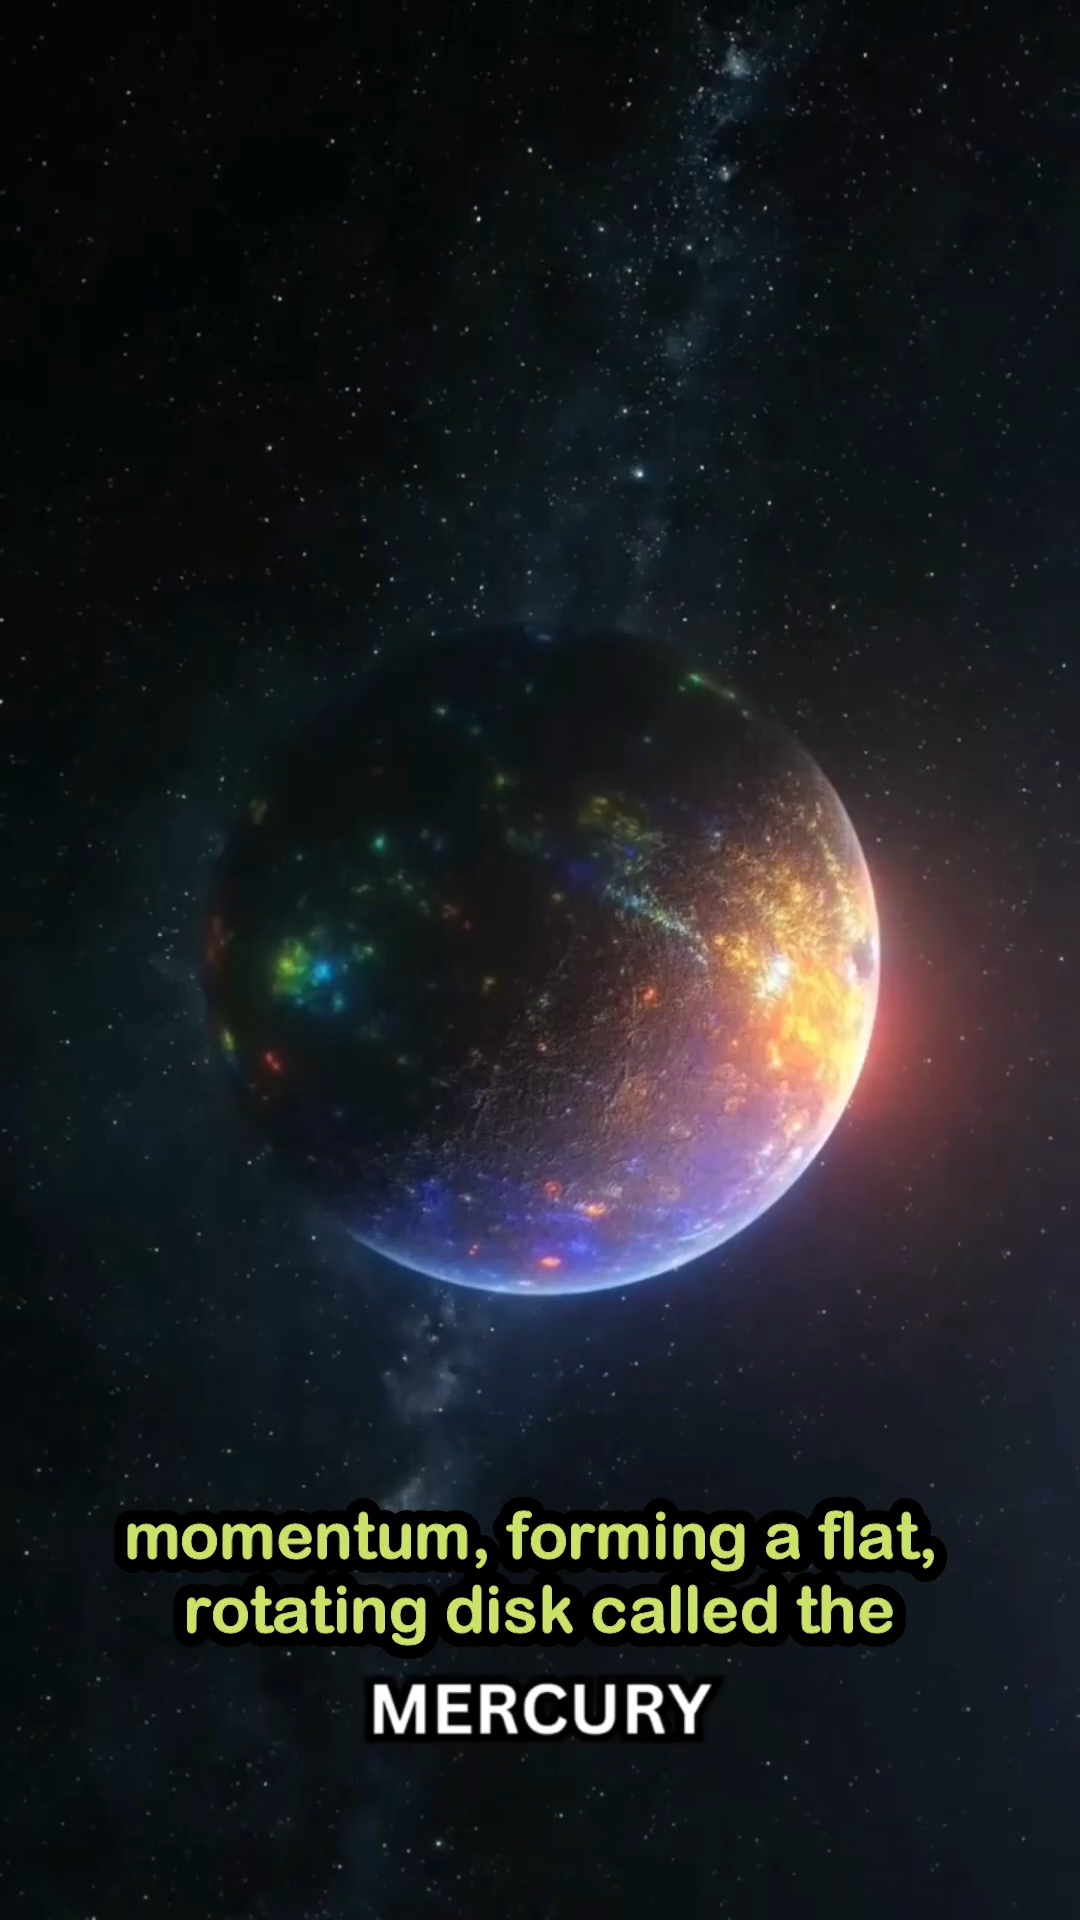 momentum, forming a flat,
rotating disk called the
MERCURY